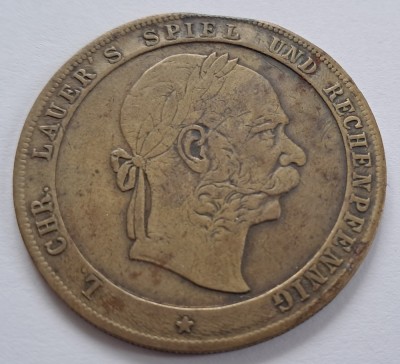 L. CHR. LAUER'S SPIEL UND RECHENPFENNIG